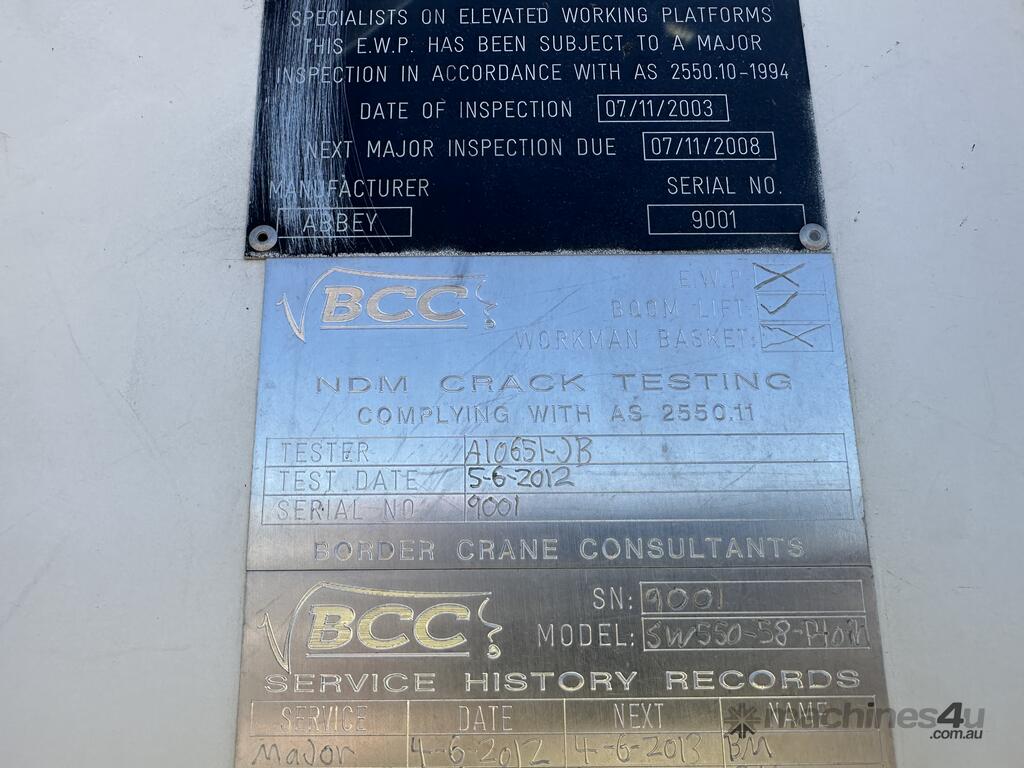 SPECIALISTS ON ELEVATED WORKING PLATFORMS
THIS E.W.P. HAS BEEN SUBJECT TO A MAJOR
INSPECTION IN ACCORDANCE WITH AS 2550.10-1994
DATE OF INSPECTION 07/11/2003
NEXT MAJOR INSPECTION DUE 07/11/2008
MANUFACTURER SERIAL NO.
ABBEY 9001
BCC
E.W.P
BOOM LIFT:
WORKMAN BASKET:
NDM CRACK TESTING
COMPLYING WITH AS 2550.11
TESTER A10651-JB
TEST DATE 5-6-2012
SERIAL NO 9001
BORDER CRANE CONSULTANTS
BCC
SN: 9001
MODEL: SW550-58-
SERVICE HISTORY RECORDS
SERVICE DATE NEXT NAME
Major 4-6-2012 4-6-2013 BM
machines4u
.com.au